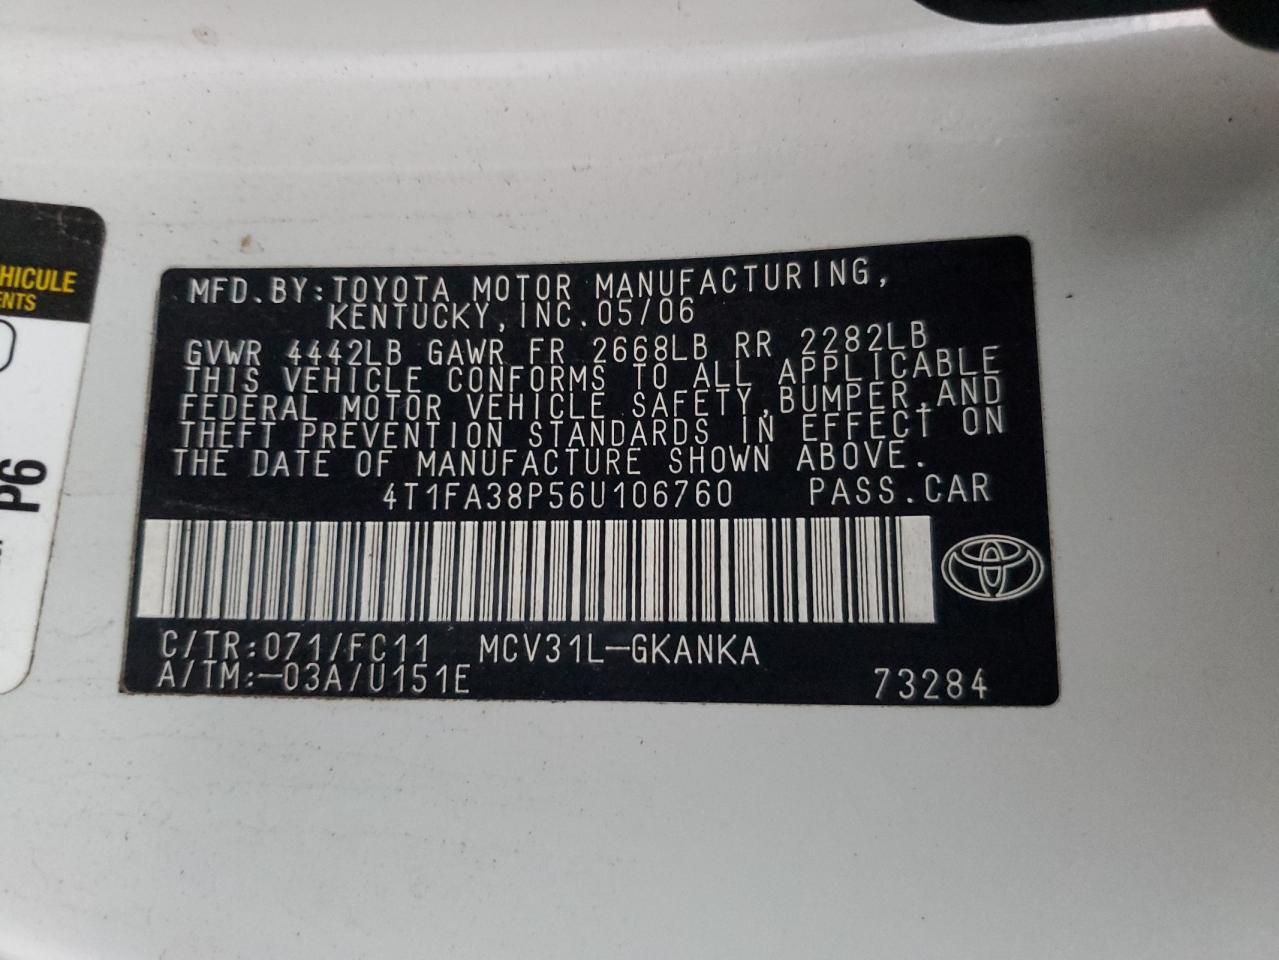 HICULE
ENTS
P6
MFD.BY:TOYOTA MOTOR MANUFACTURING,
KENTUCKY,INC.05/06
GVWR 4442LB GAWR FR 2668LB RR 2282LB
THIS VEHICLE CONFORMS TO ALL APPLICABLE
FEDERAL MOTOR VEHICLE SAFETY,BUMPER,AND
THEFT PREVENTION STANDARDS IN EFFECT ON
THE DATE OF MANUFACTURE SHOWN ABOVE.
4T1FA38P56U106760 PASS.CAR
C/TR:071/FC11 MCV31L-GKANKA
A/TM:-03A/U151E 73284